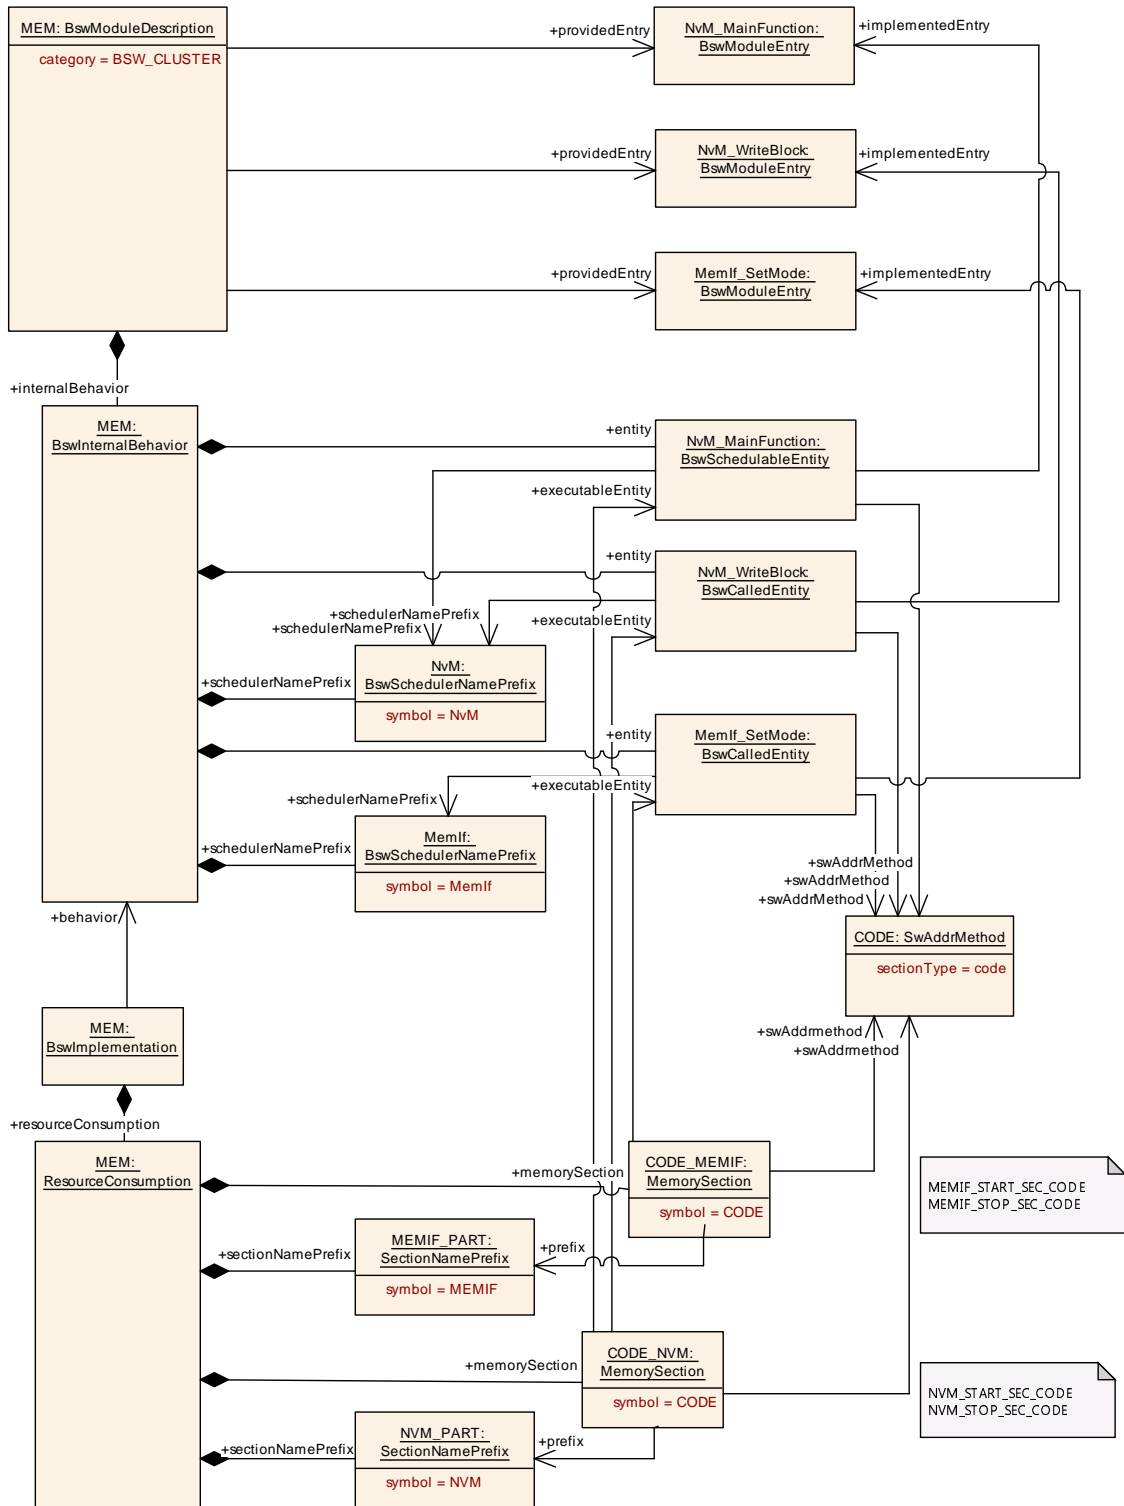 MEM: BswModuleDescription
category = BSW_CLUSTER
+providedEntry
NvM_MainFunction:
BswModuleEntry
+implementedEntry
+providedEntry
NvM_WriteBlock:
BswModuleEntry
+implementedEntry
+providedEntry
MemIf_SetMode:
BswModuleEntry
+implementedEntry
+internalBehavior
MEM:
BswInternalBehavior
+entity
NvM_MainFunction:
BswSchedulableEntity
+executableEntity
+entity
NvM_WriteBlock:
BswCalledEntity
+schedulerNamePrefix
+schedulerNamePrefix
+executableEntity
+schedulerNamePrefix
NvM:
BswSchedulerNamePrefix
symbol = NvM
+entity
MemIf_SetMode:
BswCalledEntity
+executableEntity
+schedulerNamePrefix
+schedulerNamePrefix
MemIf:
BswSchedulerNamePrefix
symbol = MemIf
+swAddrMethod
+swAddrMethod
+swAddrMethod
+behavior
CODE: SwAddrMethod
sectionType = code
MEM:
BswImplementation
+swAddrmethod
+swAddrmethod
+resourceConsumption
MEM:
ResourceConsumption
+memorySection
CODE_MEMIF:
MemorySection
symbol = CODE
MEMIF_START_SEC_CODE
MEMIF_STOP_SEC_CODE
+sectionNamePrefix
MEMIF_PART:
SectionNamePrefix
symbol = MEMIF
+prefix
+memorySection
CODE_NVM:
MemorySection
symbol = CODE
NVM_START_SEC_CODE
NVM_STOP_SEC_CODE
+sectionNamePrefix
NVM_PART:
SectionNamePrefix
symbol = NVM
+prefix